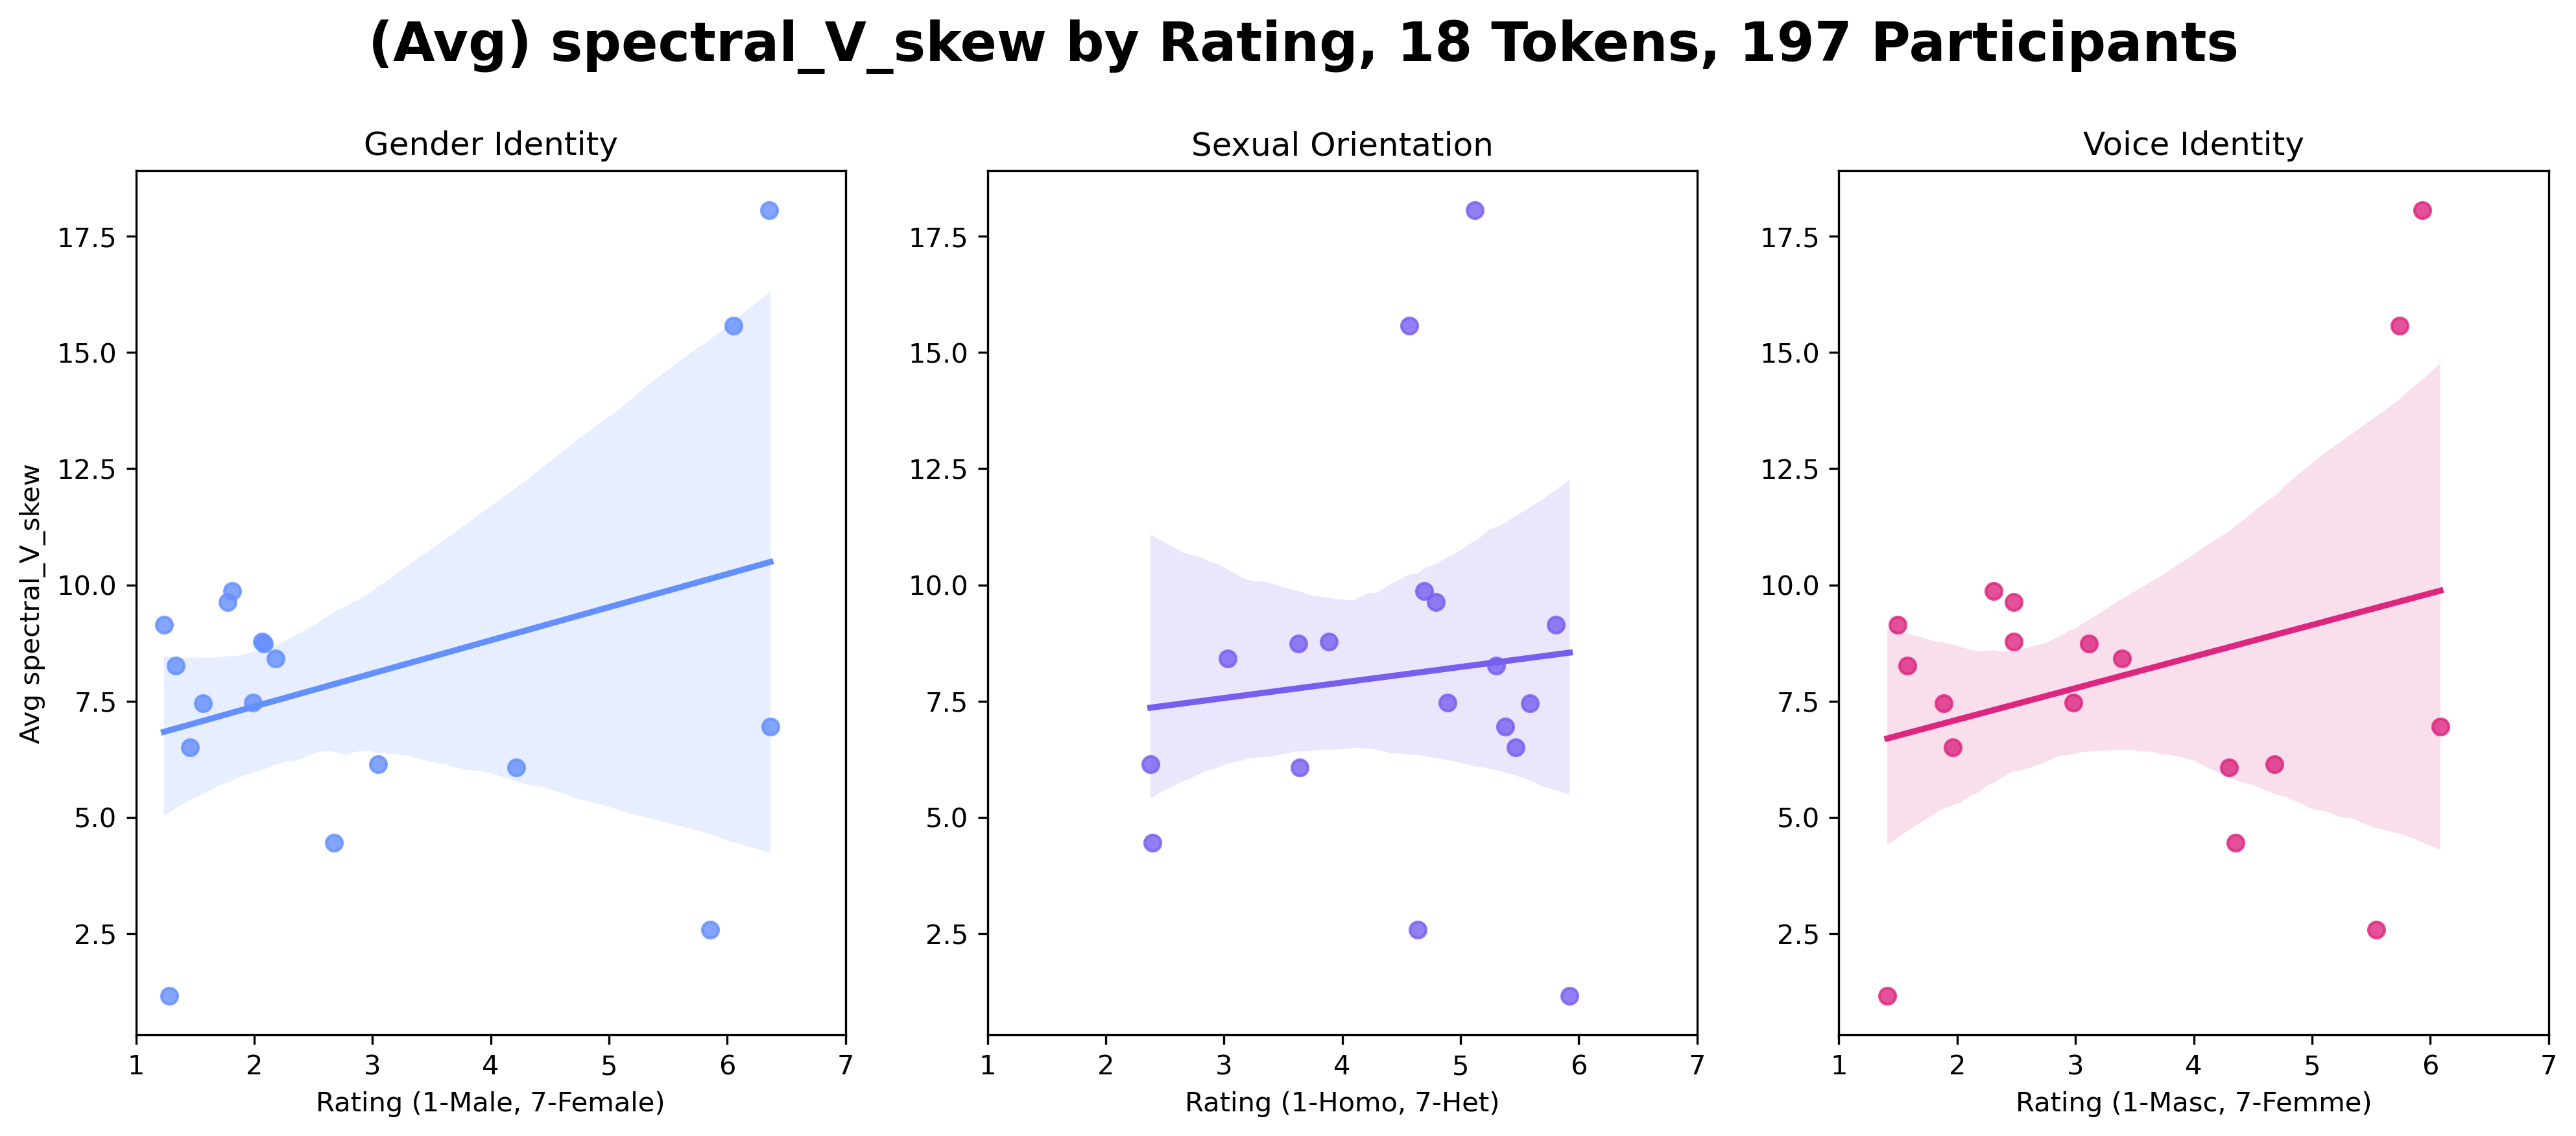 (Avg) spectral_V_skew by Rating, 18 Tokens, 197 Participants
Gender Identity
Sexual Orientation
Voice Identity
Avg spectral_V_skew
17.5
15.0
12.5
10.0
7.5
5.0
2.5
1 2 3 4 5 6 7
Rating (1-Male, 7-Female)
17.5
15.0
12.5
10.0
7.5
5.0
2.5
1 2 3 4 5 6 7
Rating (1-Homo, 7-Het)
17.5
15.0
12.5
10.0
7.5
5.0
2.5
1 2 3 4 5 6 7
Rating (1-Masc, 7-Femme)